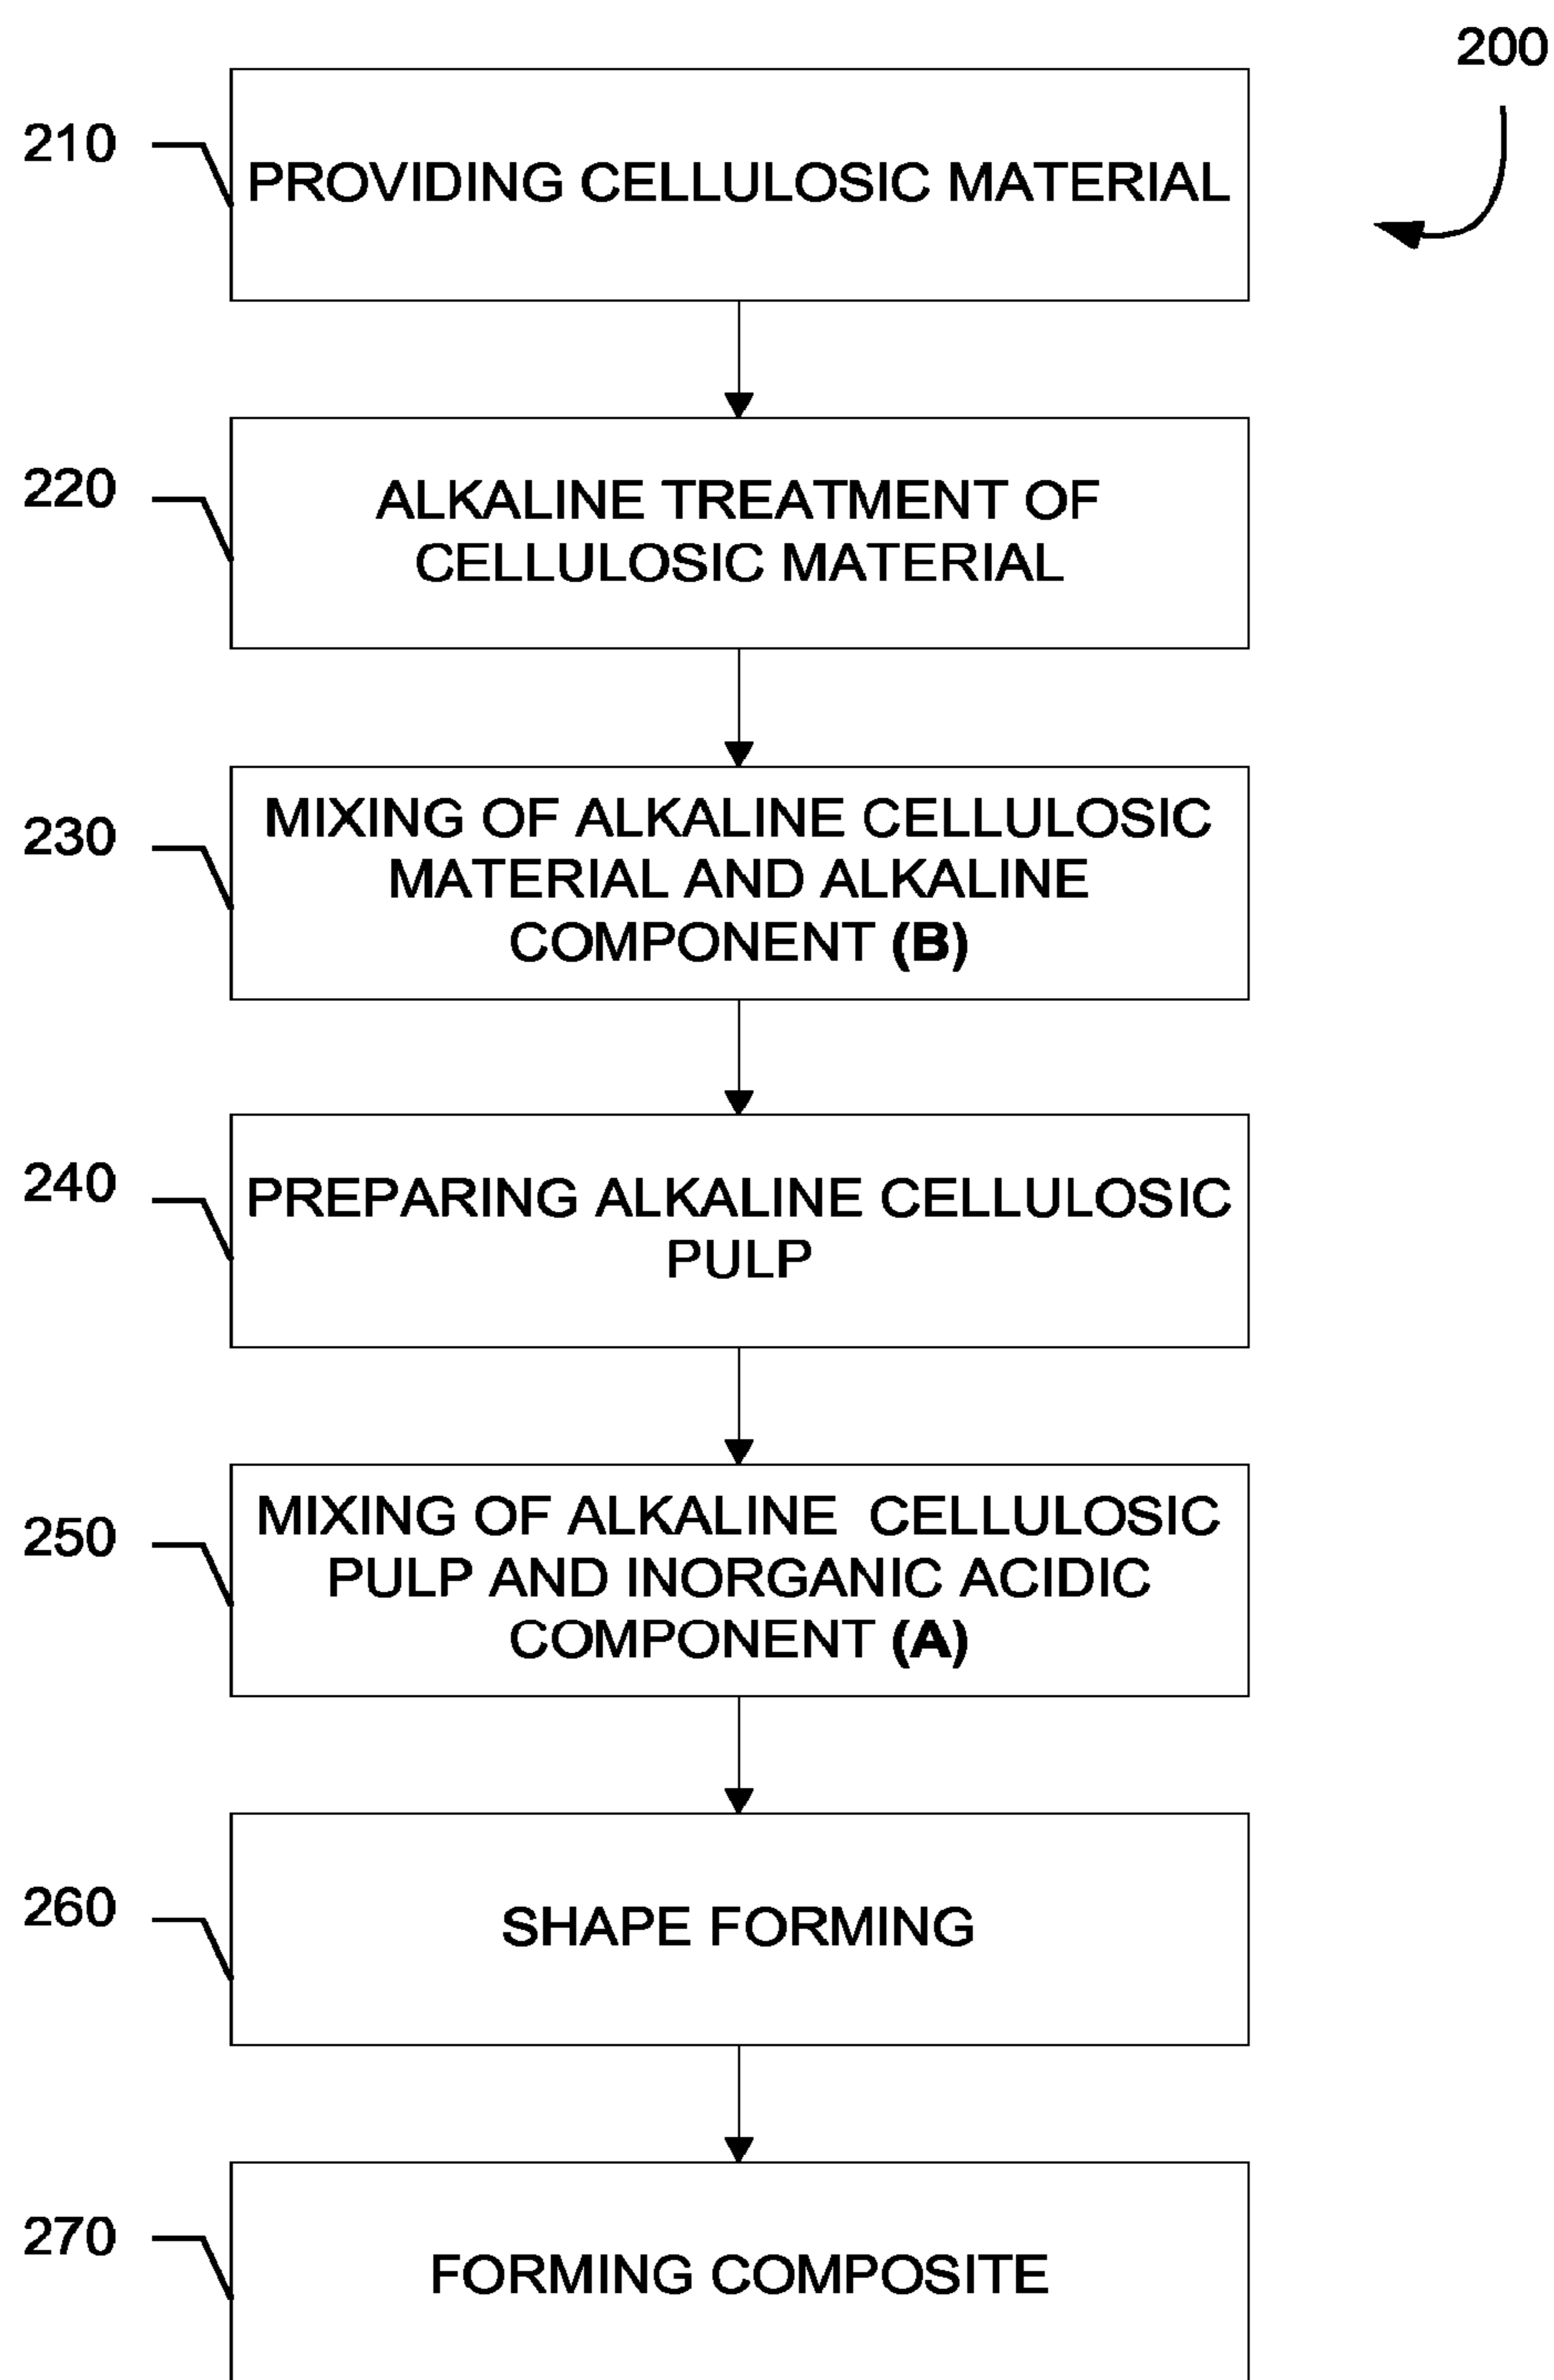 200
210
PROVIDING CELLULOSIC MATERIAL
220
ALKALINE TREATMENT OF
CELLULOSIC MATERIAL
230
MIXING OF ALKALINE CELLULOSIC
MATERIAL AND ALKALINE
COMPONENT (B)
240
PREPARING ALKALINE CELLULOSIC
PULP
250
MIXING OF ALKALINE CELLULOSIC
PULP AND INORGANIC ACIDIC
COMPONENT (A)
260
SHAPE FORMING
270
FORMING COMPOSITE